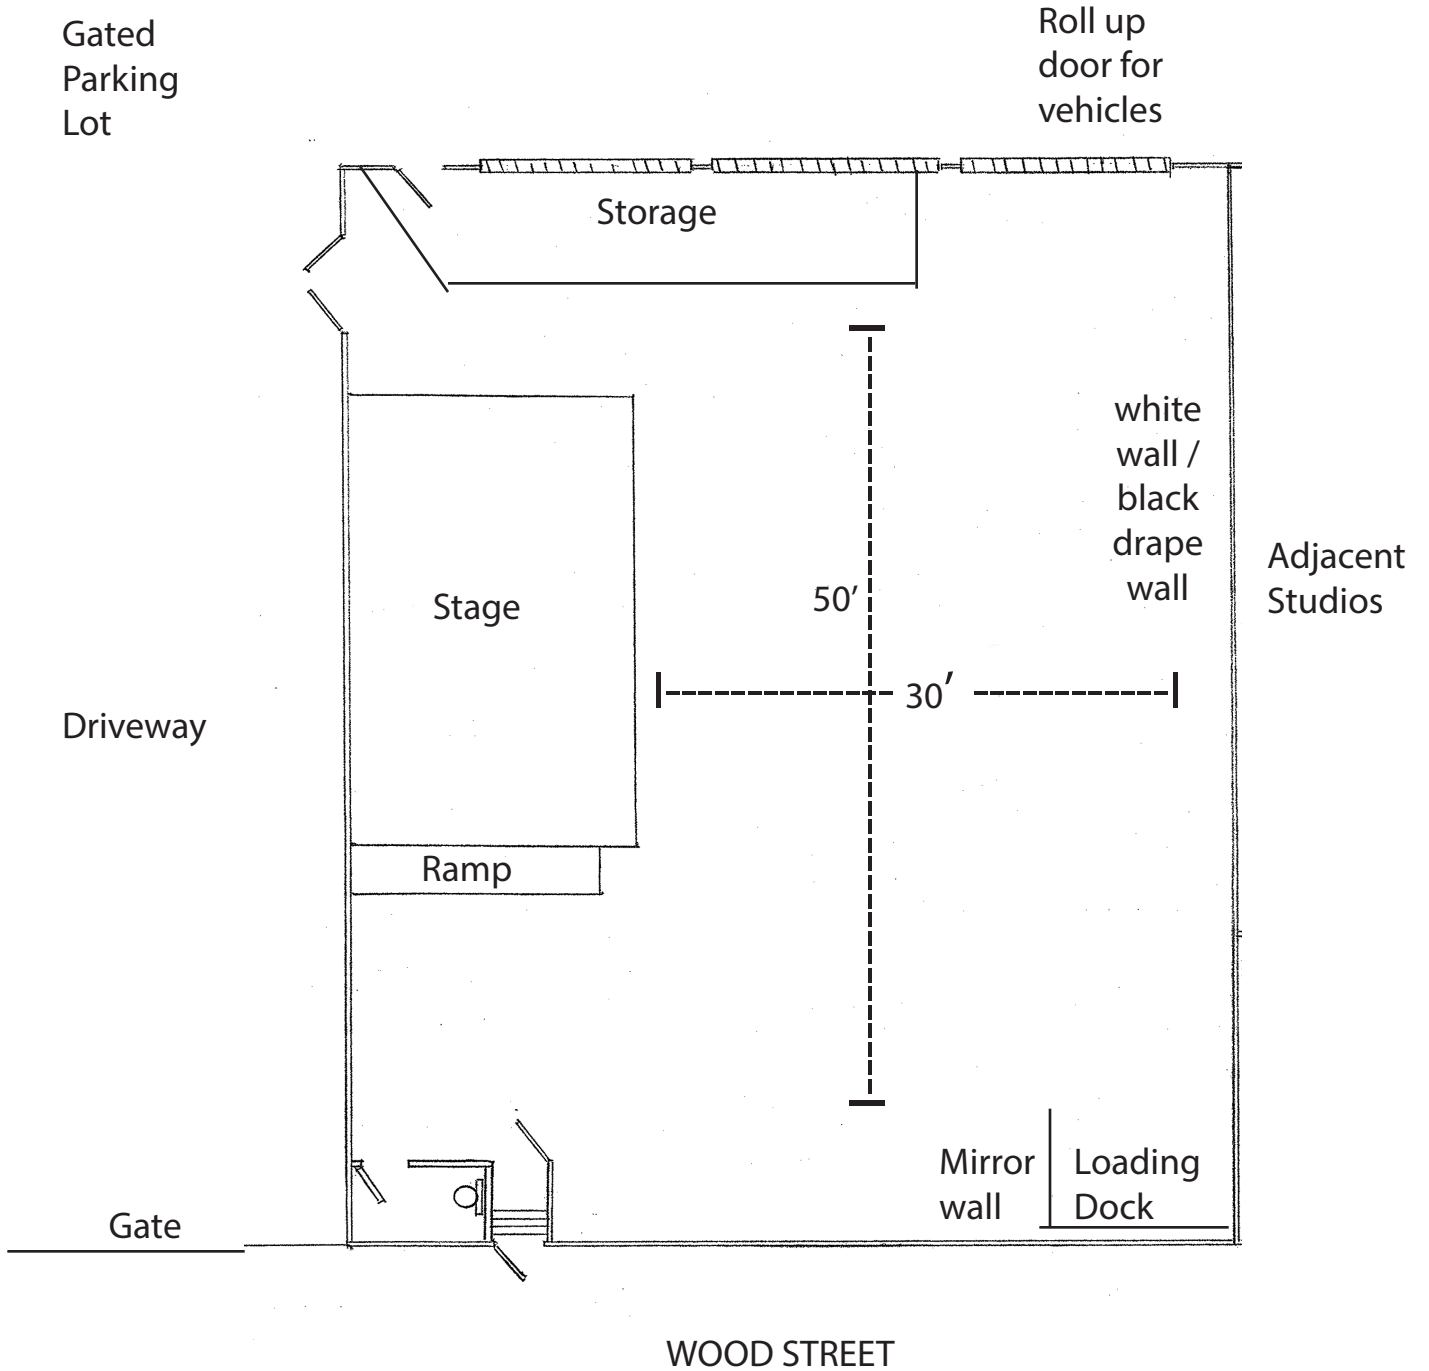 Gated
Parking
Lot
Roll up
door for
vehicles
Storage
white
wall /
black
drape
wall
Adjacent
Studios
50’
Stage
30’
Driveway
Ramp
Mirror
wall
Loading
Dock
Gate
WOOD STREET